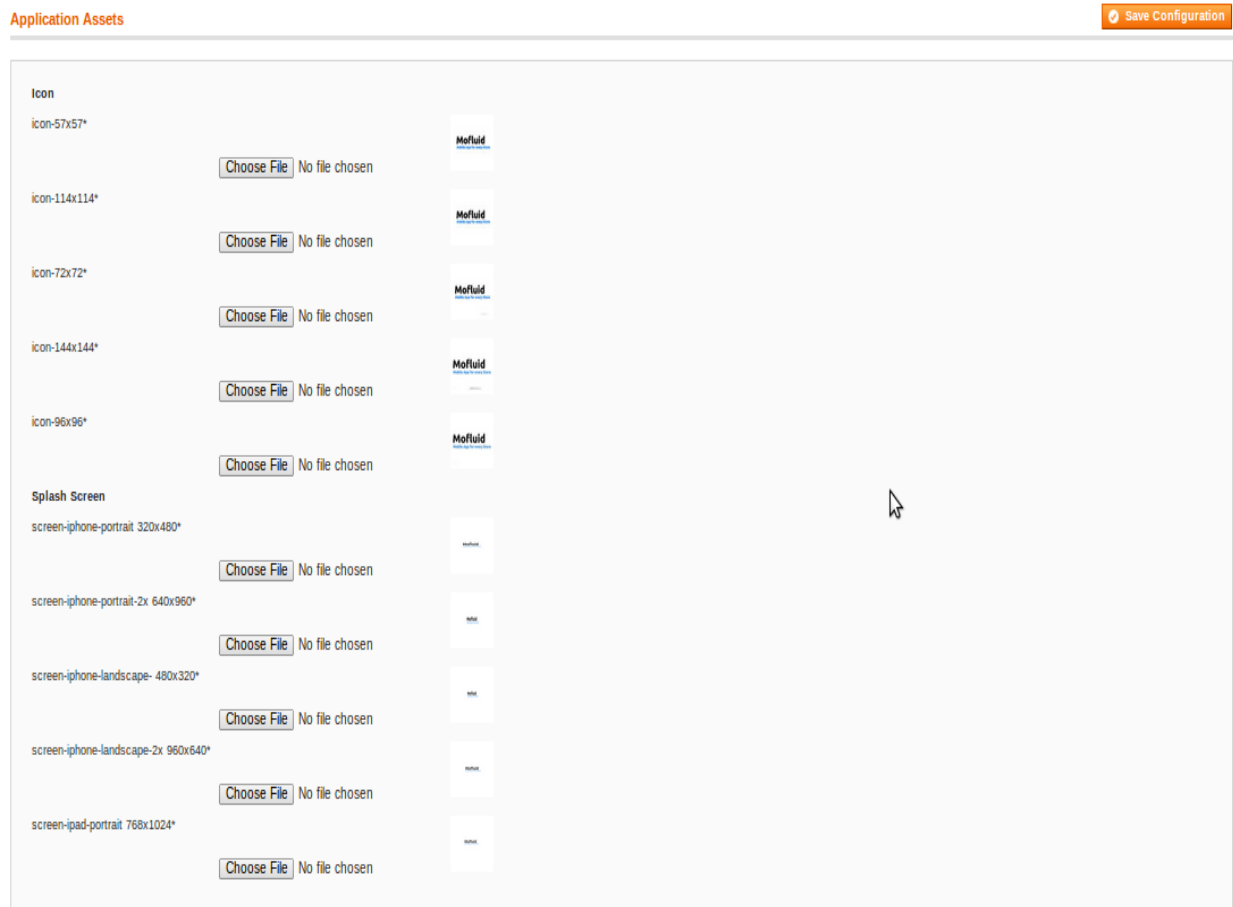 Application Assets
Save Configuration
Icon
icon-57x57*
Mofluid
Choose File No file chosen
icon-114x114*
Mofluid
Choose File No file chosen
icon-72x72*
Mofluid
Choose File No file chosen
icon-144x144*
Mofluid
Choose File No file chosen
icon-96x96*
Mofluid
Choose File No file chosen
Splash Screen
screen-iphone-portrait 320x480*
Choose File No file chosen
screen-iphone-portrait-2x 640x960*
Choose File No file chosen
screen-iphone-landscape- 480x320*
Choose File No file chosen
screen-iphone-landscape-2x 960x640*
Choose File No file chosen
screen-ipad-portrait 768x1024*
Choose File No file chosen